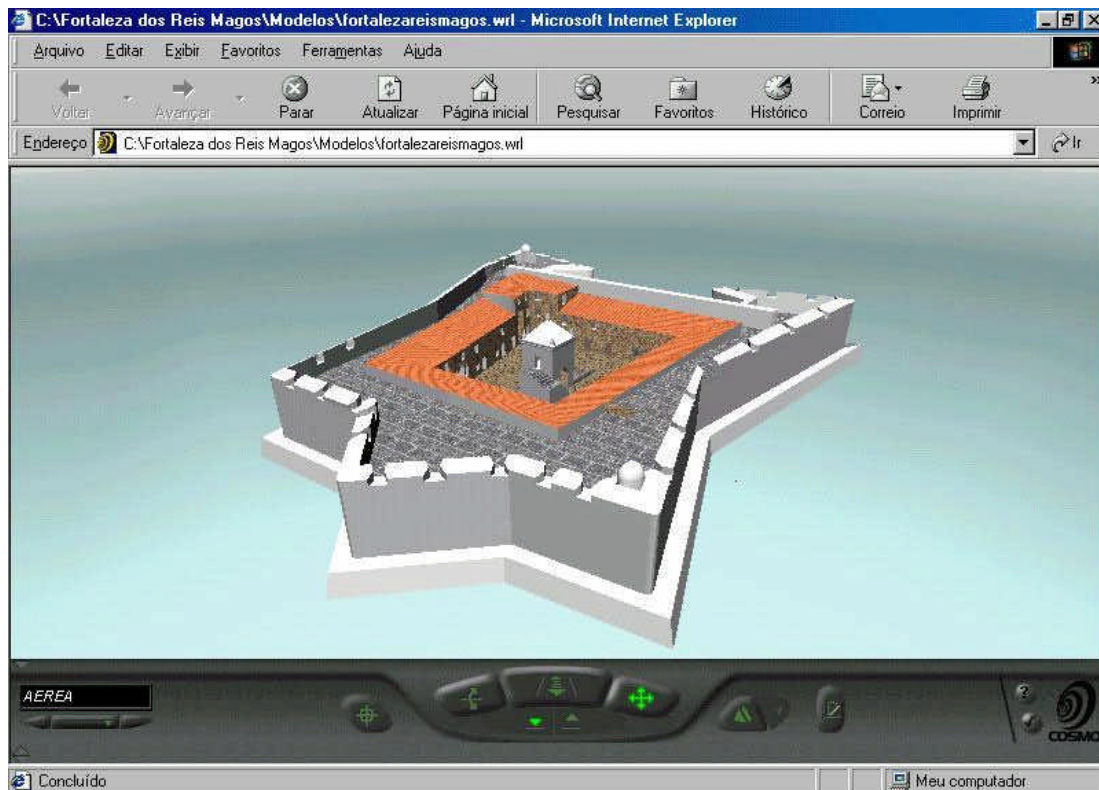 C:\Fortaleza dos Reis Magos\Modelos\fortalezareismagos.wrl - Microsoft Internet Explorer
Arquivo Editar Exibir Favoritos Ferramentas Ajuda
Voltar Avançar Parar Atualizar Página inicial Pesquisar Favoritos Histórico Correio Imprimir »
Endereço C:\Fortaleza dos Reis Magos\Modelos\fortalezareismagos.wrl Ir
AEREA
?
COSMO
Concluído Meu computador